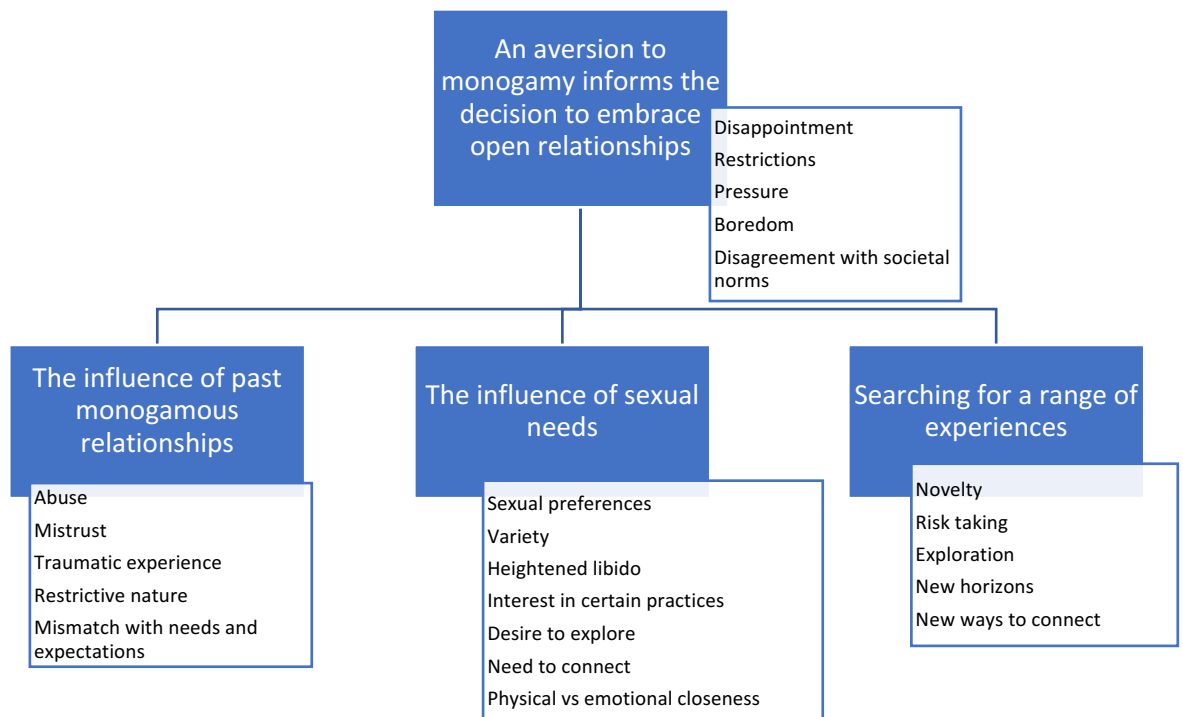 An aversion to
monogamy informs the
decision to embrace
open relationships
Disappointment
Restrictions
Pressure
Boredom
Disagreement with societal
norms
The influence of past
monogamous
relationships
Abuse
Mistrust
Traumatic experience
Restrictive nature
Mismatch with needs and
expectations
The influence of sexual
needs
Sexual preferences
Variety
Heightened libido
Interest in certain practices
Desire to explore
Need to connect
Physical vs emotional closeness
Searching for a range of
experiences
Novelty
Risk taking
Exploration
New horizons
New ways to connect